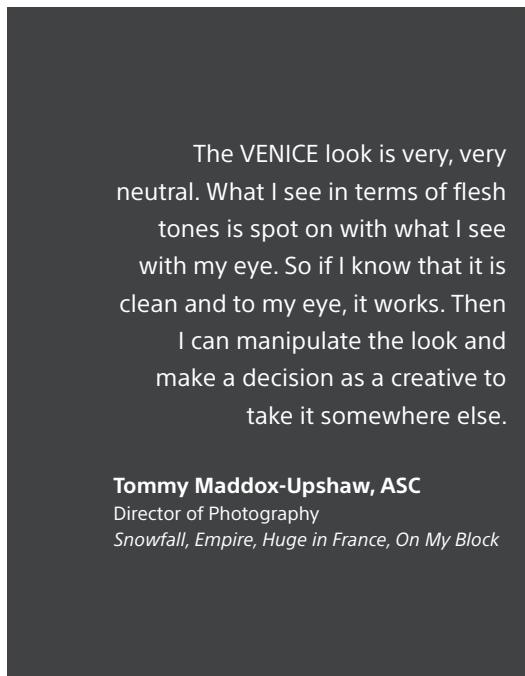 The VENICE look is very, very
neutral. What I see in terms of flesh
tones is spot on with what I see
with my eye. So if I know that it is
clean and to my eye, it works. Then
I can manipulate the look and
make a decision as a creative to
take it somewhere else.
Tommy Maddox-Upshaw, ASC
Director of Photography
Snowfall, Empire, Huge in France, On My Block